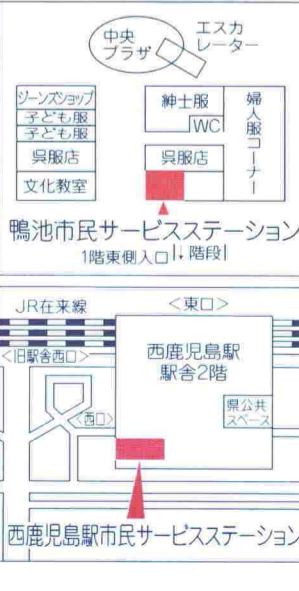 中央
プラザ
エスカ
レーター
ジーンズショップ
子ども服
子ども服
呉服店
文化教室
紳士服
WC
呉服店
婦人服コーナー
鴨池市民サービスステーション
1階東側入口
階段
JR在来線
<東口>
<旧駅舎西口>
西鹿児島駅
駅舎2階
県公共
スペース
<西口>
西鹿児島駅市民サービスステーション